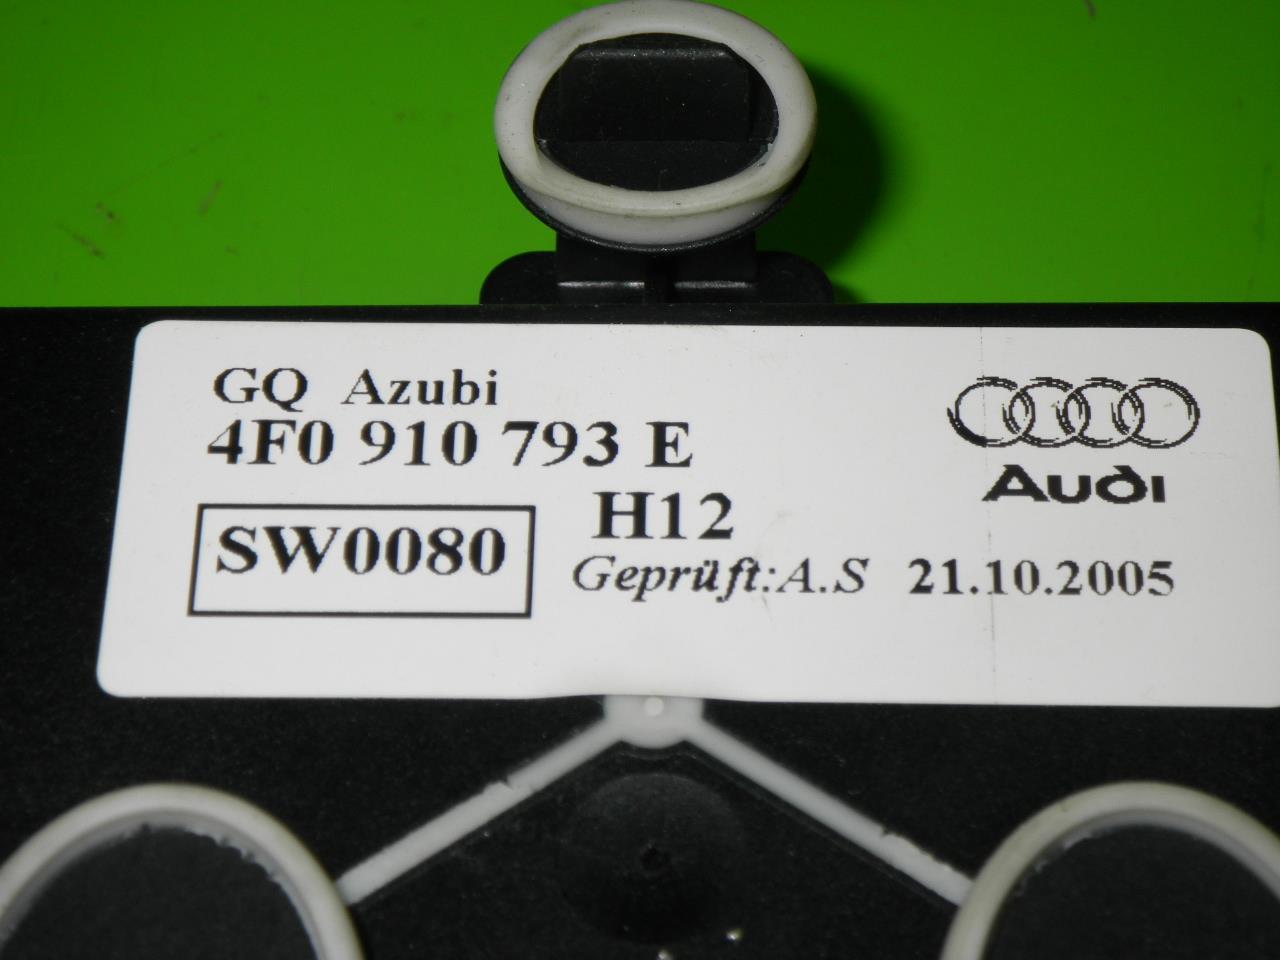 GQ Azubi
4F0 910 793 E
H12
SW0080
Geprüft:A.S 21.10.2005
Audi